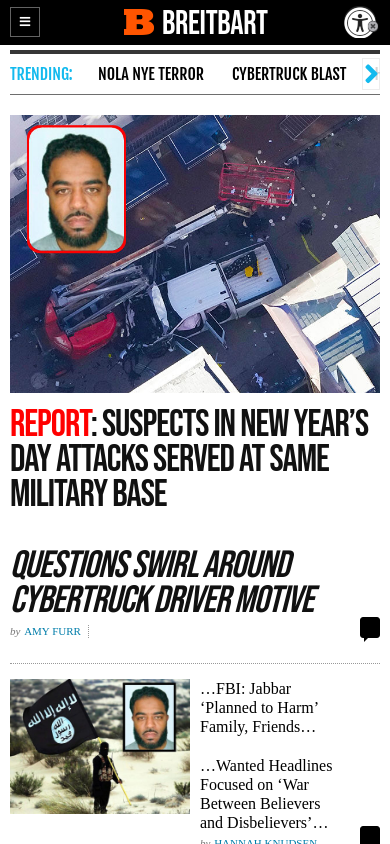 BREITBART
TRENDING:
NOLA NYE TERROR
CYBERTRUCK BLAST
REPORT: SUSPECTS IN NEW YEAR’S
DAY ATTACKS SERVED AT SAME
MILITARY BASE
QUESTIONS SWIRL AROUND
CYBERTRUCK DRIVER MOTIVE
by AMY FURR
…FBI: Jabbar
‘Planned to Harm’
Family, Friends…
…Wanted Headlines
Focused on ‘War
Between Believers
and Disbelievers’…
by HANNAH KNUDSEN